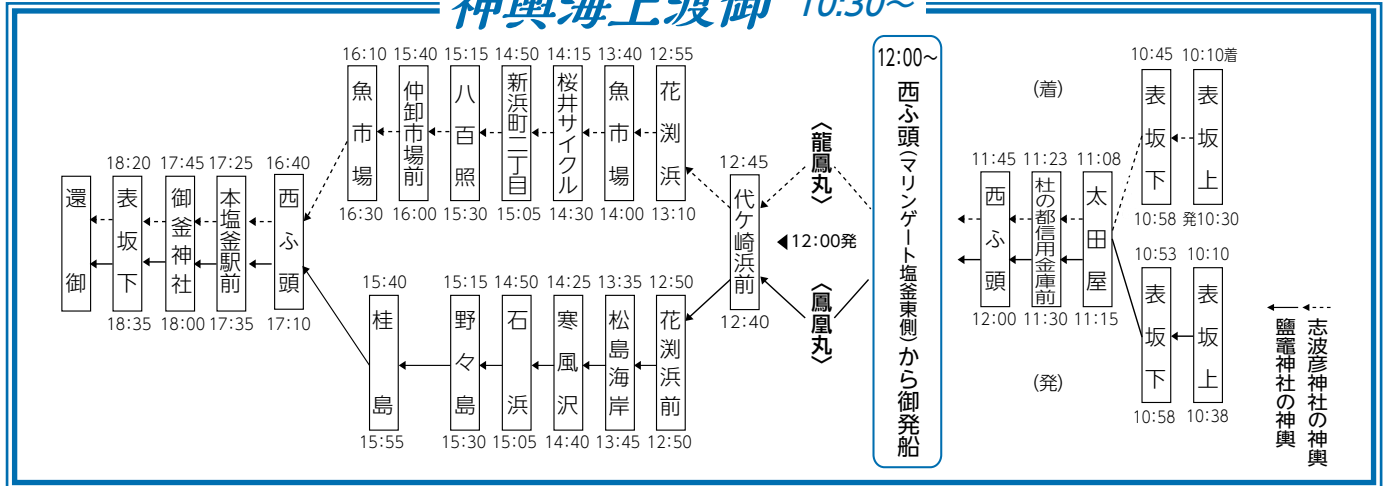 神輿海上渡御 10:30〜
志波彦神社の神輿
鹽竈神社の神輿
10:10着
表坂上
発10:30
10:45
表坂下
10:58
10:10
表坂上
10:38
10:53
表坂下
10:58
(着)
(発)
11:08
太田屋
11:15
11:23
杜の都信用金庫前
11:30
11:45
西ふ頭
12:00
12:00〜
西ふ頭(マリンゲート塩釜東側)から御発船
〈龍鳳丸〉
◀12:00発
〈鳳凰丸〉
12:45
代ケ崎浜前
12:40
12:55
花渕浜
13:10
13:40
魚市場
14:00
14:15
桜井サイクル
14:30
14:50
新浜町二丁目
15:05
15:15
八百照
15:30
15:40
仲卸市場前
16:00
16:10
魚市場
16:30
12:50
花渕浜前
12:50
13:35
松島海岸
13:45
14:25
寒風沢
14:40
14:50
石浜
15:05
15:15
野々島
15:30
15:40
桂島
15:55
16:40
西ふ頭
17:10
17:25
本塩釜駅前
17:35
17:45
御釜神社
18:00
18:20
表坂下
18:35
還御